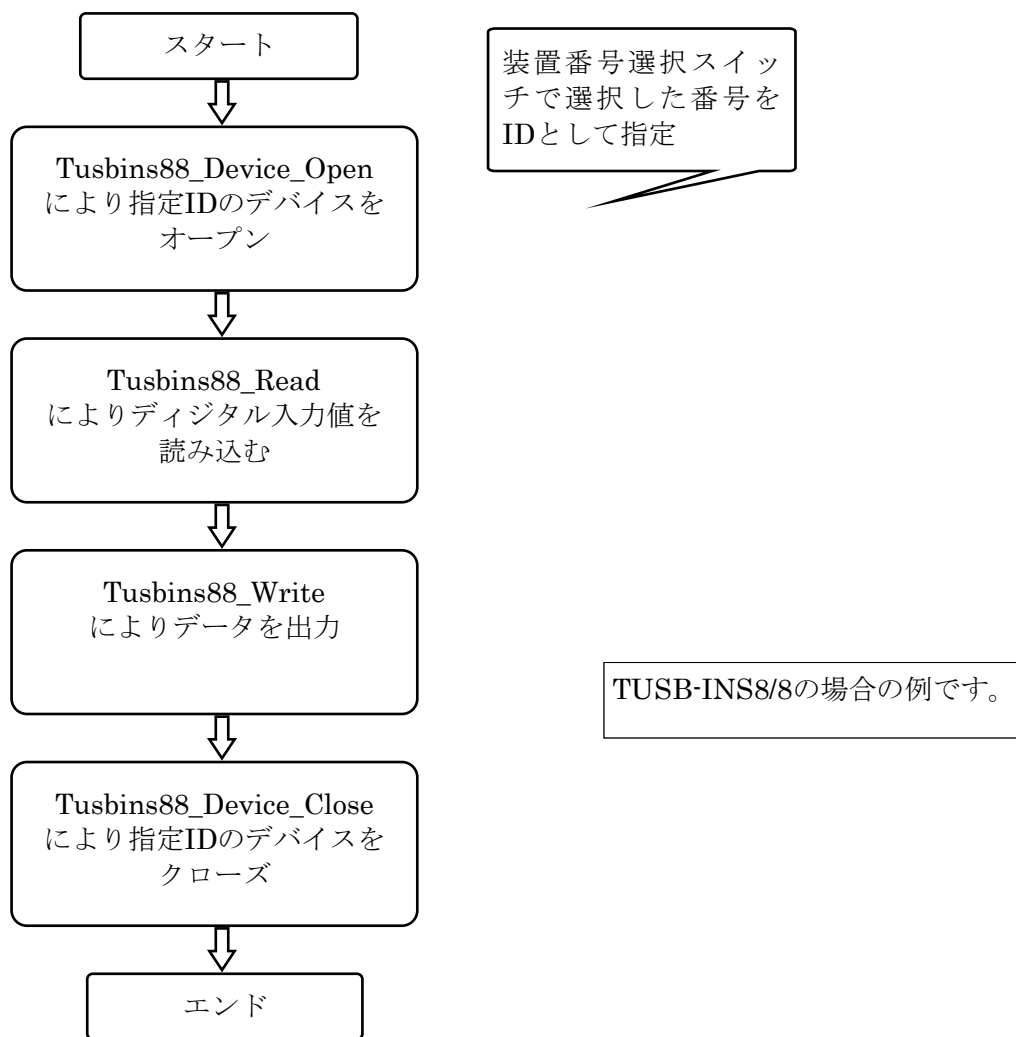 スタート
装置番号選択スイッ
チで選択した番号を
IDとして指定
Tusbins88_Device_Open
により指定IDのデバイスを
オープン
Tusbins88_Read
によりディジタル入力値を
読み込む
Tusbins88_Write
によりデータを出力
TUSB-INS8/8の場合の例です。
Tusbins88_Device_Close
により指定IDのデバイスを
クローズ
エンド